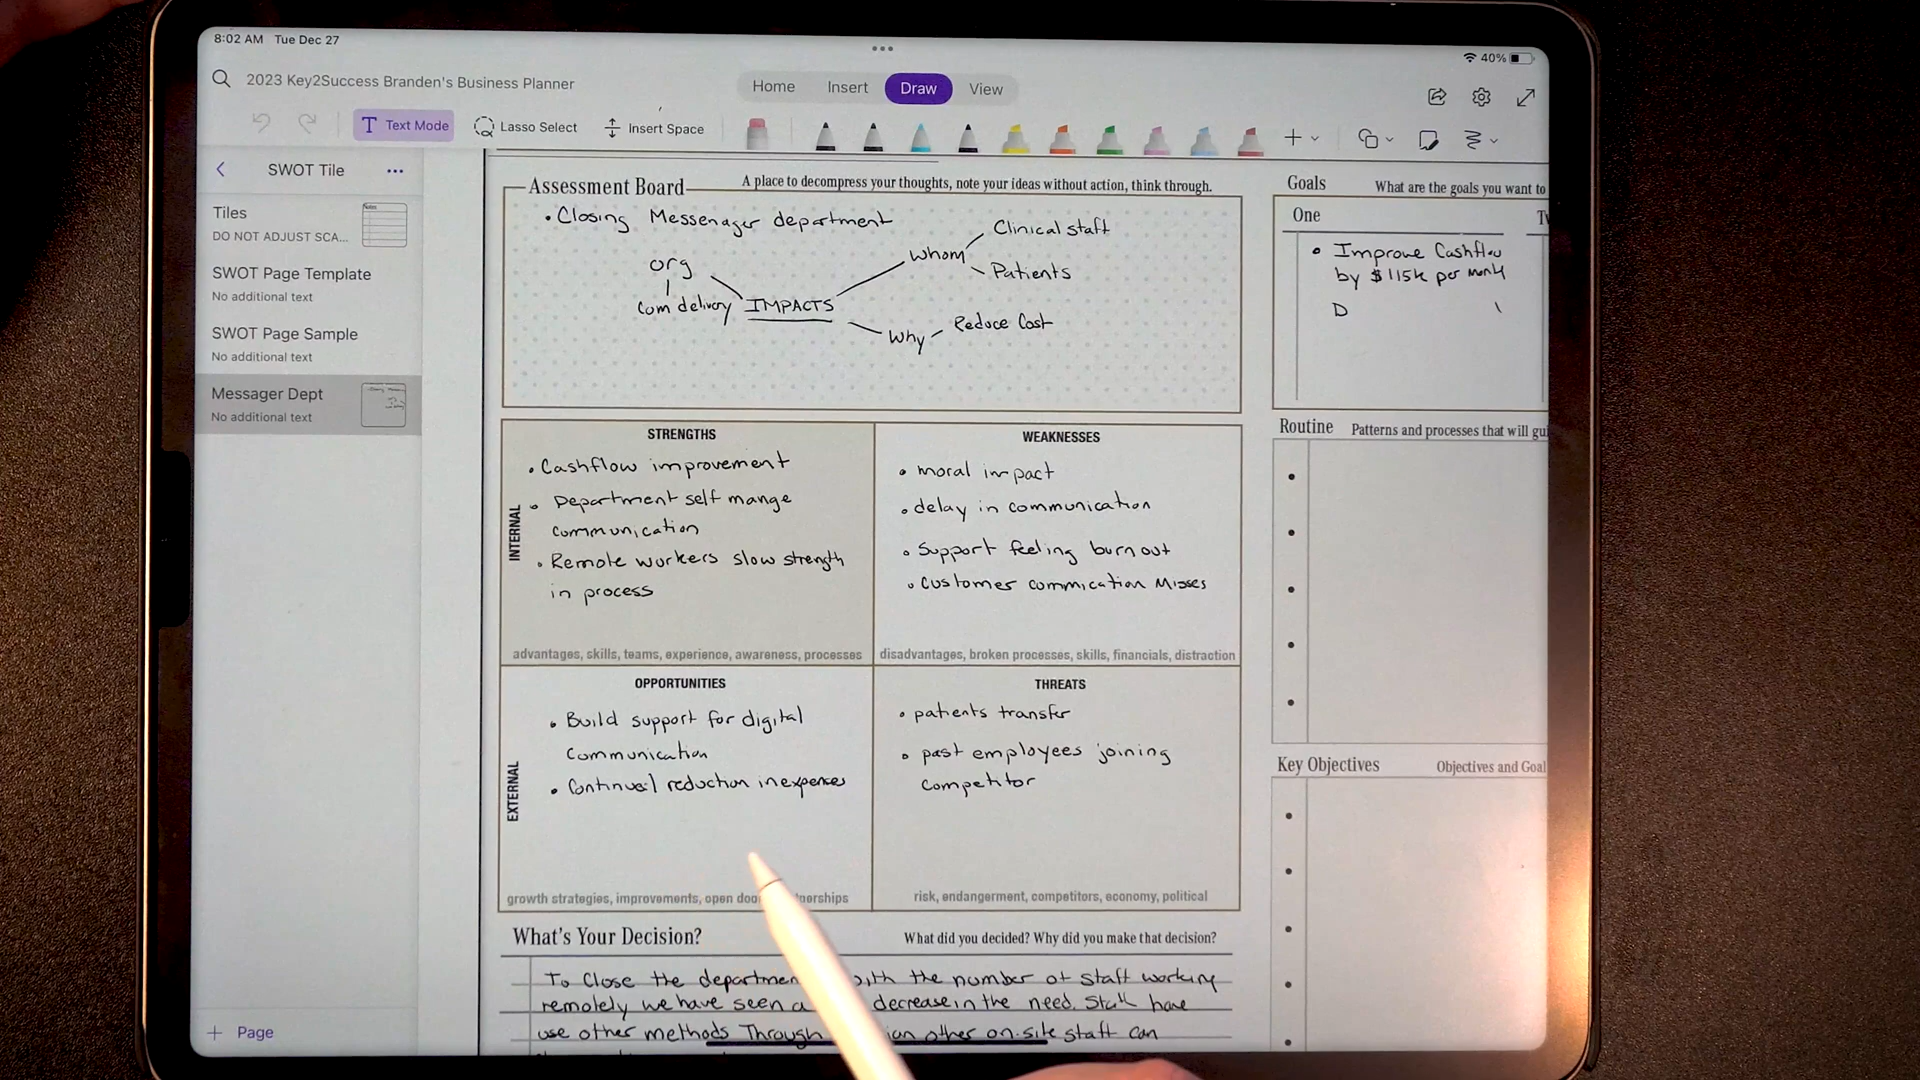 8:02 AM Tue Dec 27
40%
2023 Key2Success Branden's Business Planner
Home Insert Draw View
Text Mode Lasso Select Insert Space
SWOT Tile
Tiles
DO NOT ADJUST SCA...
SWOT Page Template
No additional text
SWOT Page Sample
No additional text
Messager Dept
No additional text
+ Page
Assessment Board
A place to decompress your thoughts, note your ideas without action, think through.
• Closing Messenager department
Clinical staff
Whom
Patients
org
Com delivery IMPACTS
Why
Reduce Cost
STRENGTHS
INTERNAL
• Cashflow improvement
• Department self mange
communication
• Remote workers slow strength
in process
advantages, skills, teams, experience, awareness, processes
WEAKNESSES
• moral impact
• delay in communication
• Support feeling burnout
• customer commication Misses
disadvantages, broken processes, skills, financials, distraction
OPPORTUNITIES
EXTERNAL
• Build support for digital
Communication
• Continual reduction in expenses
growth strategies, improvements, open
THREATS
• patients transfer
• past employees joining
competitor
risk, endangerment, competitors, economy, political
What's Your Decision?
What did you decided? Why did you make that decision?
To Close the with the number of staff working
remotely we have seen a decrease in the need. Staff have
use other methods Through other on-site staff can
Goals
What are the goals you want to
One
• Improve Cashflow
by $115k per month
D
Routine
Patterns and processes that will
Key Objectives
Objectives and Goal